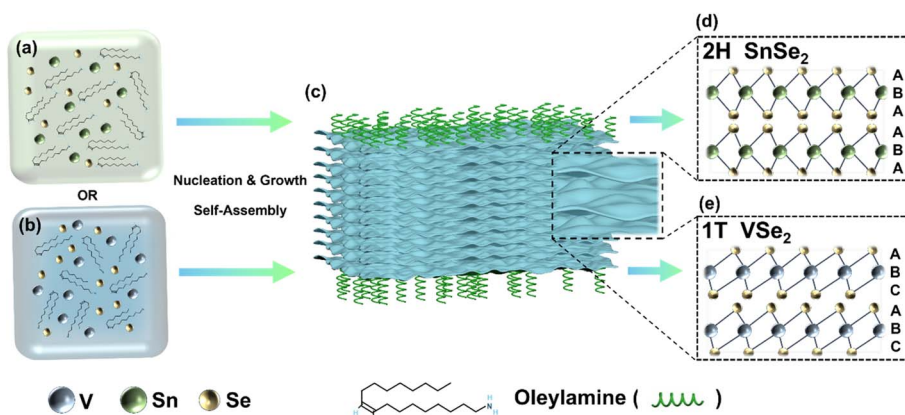 (a)
OR
(b)
Nucleation & Growth
Self-Assembly
(c)
(d)
2H SnSe₂
A
B
A
A
B
A
(e)
1T VSe₂
A
B
C
A
B
C
V Sn Se
H
H
N
H
Oleylamine ( )